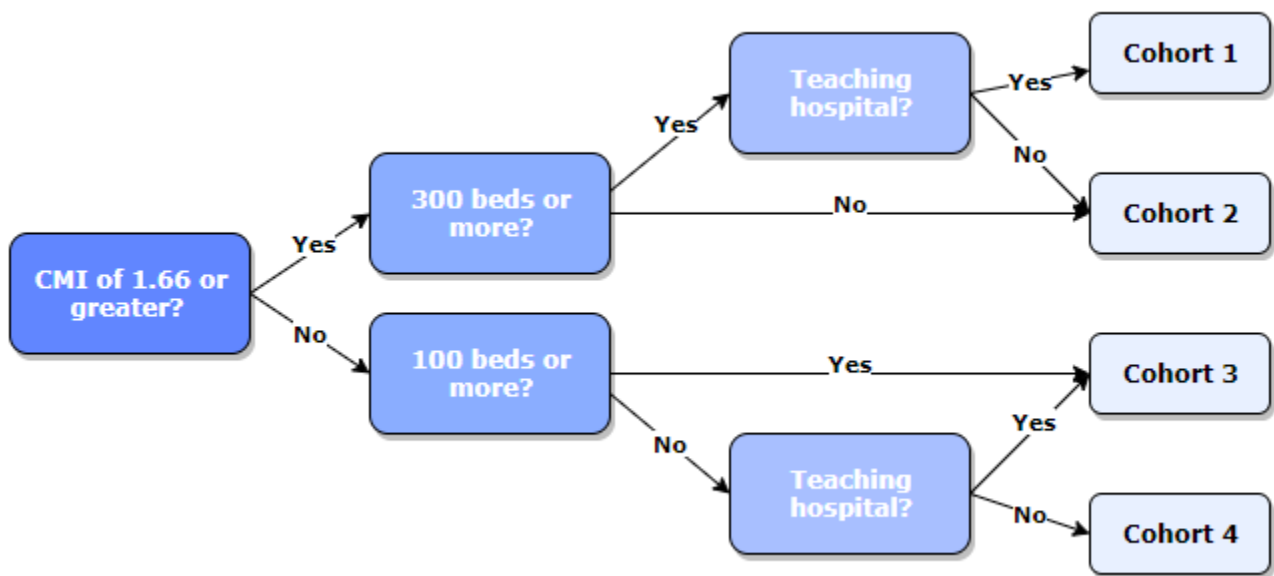 CMI of 1.66 or
greater?
Yes
No
300 beds or
more?
Yes
No
100 beds or
more?
Yes
No
Teaching
hospital?
Yes
No
Teaching
hospital?
Yes
No
Cohort 1
Cohort 2
Cohort 3
Cohort 4